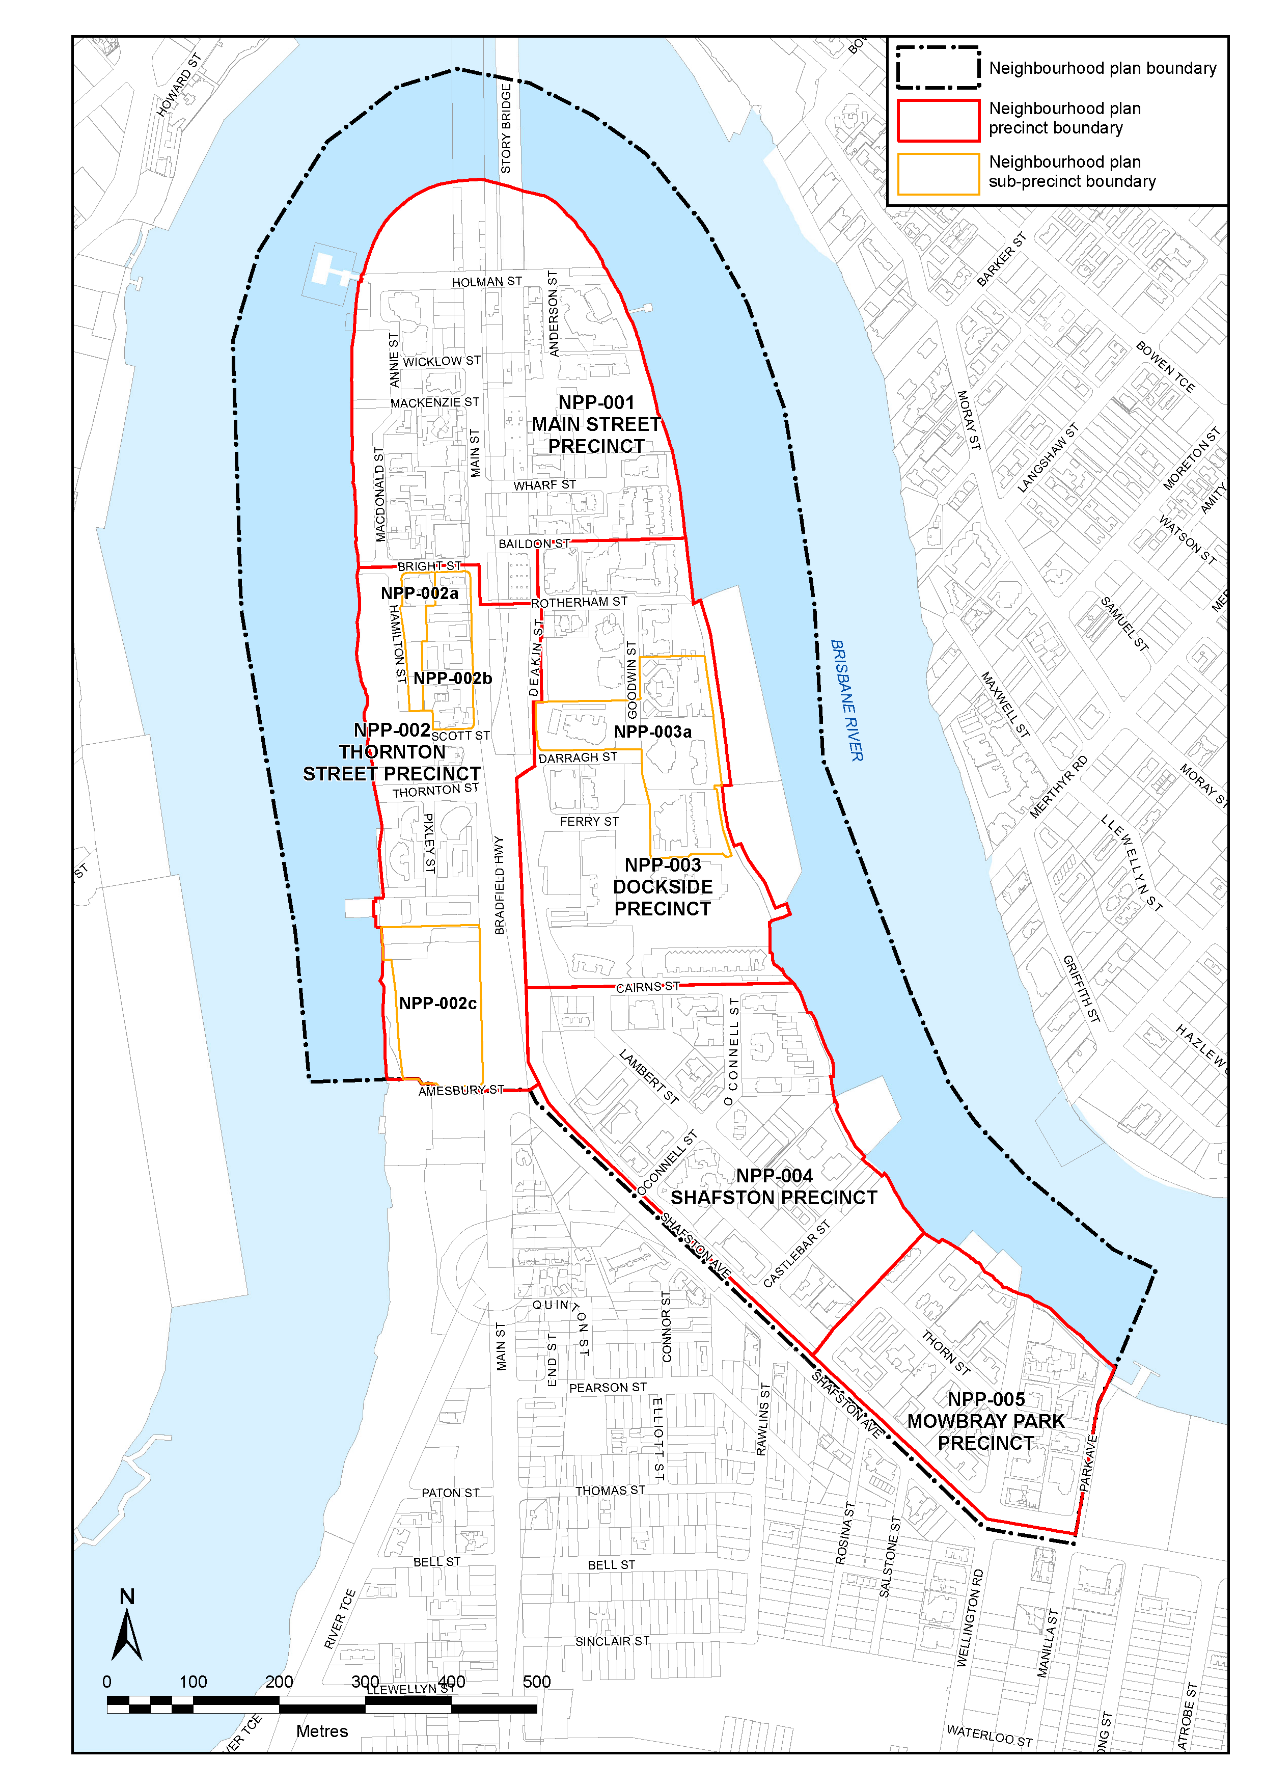 Neighbourhood plan boundary
Neighbourhood plan
precinct boundary
Neighbourhood plan
sub-precinct boundary
HOWARD ST
STORY BRIDGE
BARKER ST
HOLMAN ST
ANDERSON ST
ANNIE ST
WICKLOW ST
MACKENZIE ST
BOWEN TCE
MORAY ST
LANGSHAW ST
MORETON ST
AMITY
WATSON ST
NPP-001
MAIN STREET
PRECINCT
MAIN ST
MACDONALD ST
WHARF ST
BAILDON ST
BRIGHT ST
NPP-002a
HAMILTON ST
ROTHERHAM ST
DEAKIN ST
GOODWIN ST
SAMUEL ST
BRISBANE RIVER
MAXWELL ST
NPP-002b
NPP-002
THORNTON
STREET PRECINCT
SCOTT ST
NPP-003a
DARRAGH ST
THORNTON ST
MERTHYR RD
MORAY ST
PIXLEY ST
FERRY ST
LLEWELLYN ST
BRADFIELD HWY
NPP-003
DOCKSIDE
PRECINCT
GRIFFITH ST
CAIRNS ST
NPP-002c
O CONNELL ST
HAZLEW
LAMBERT ST
AMESBURY ST
OCONNELL ST
NPP-004
SHAFSTON PRECINCT
SHAFSTON AVE
CASTLEBAR ST
QUINTON ST
CONNOR ST
MAIN ST
END ST
THORN ST
PEARSON ST
SHAFSTON AVE
NPP-005
MOWBRAY PARK
PRECINCT
ELLIOTT ST
RAWLINS ST
PARK AVE
PATON ST
THOMAS ST
ROSINA ST
SALSTONE ST
BELL ST
BELL ST
WELLINGTON RD
MANILLA ST
RIVER TCE
SINCLAIR ST
N
0 100 200 300 400 500
LLEWELLYN ST
Metres
VER TCE
WATERLOO ST
ONG ST
ATROBE ST